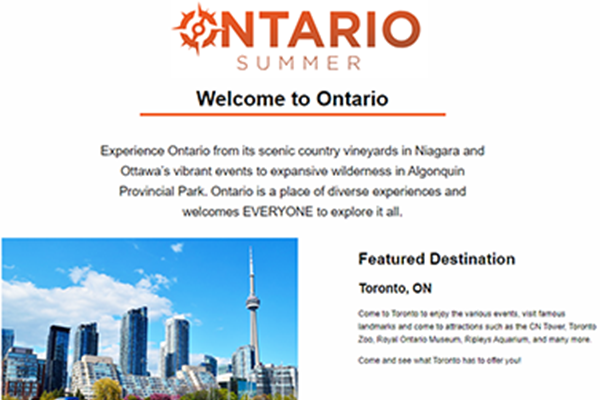 ONTARIO
SUMMER
Welcome to Ontario
Experience Ontario from its scenic country vineyards in Niagara and
Ottawa's vibrant events to expansive wilderness in Algonquin
Provincial Park. Ontario is a place of diverse experiences and
welcomes EVERYONE to explore it all.
Featured Destination
Toronto, ON
Come to Toronto to enjoy the various events, visit famous
landmarks and come to attractions such as the CN Tower, Toronto
Zoo, Royal Ontario Museum, Ripleys Aquarium, and many more.
Come and see what Toronto has to offer you!